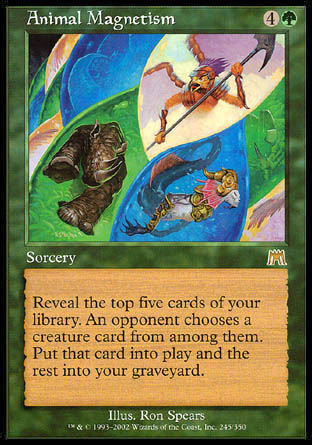 Animal Magnetism 4
Sorcery
Reveal the top five cards of your
library. An opponent chooses a
creature card from among them.
Put that card into play and the
rest into your graveyard.
Illus. Ron Spears
™ & © 1993-2002 Wizards of the Coast, Inc. 245/350